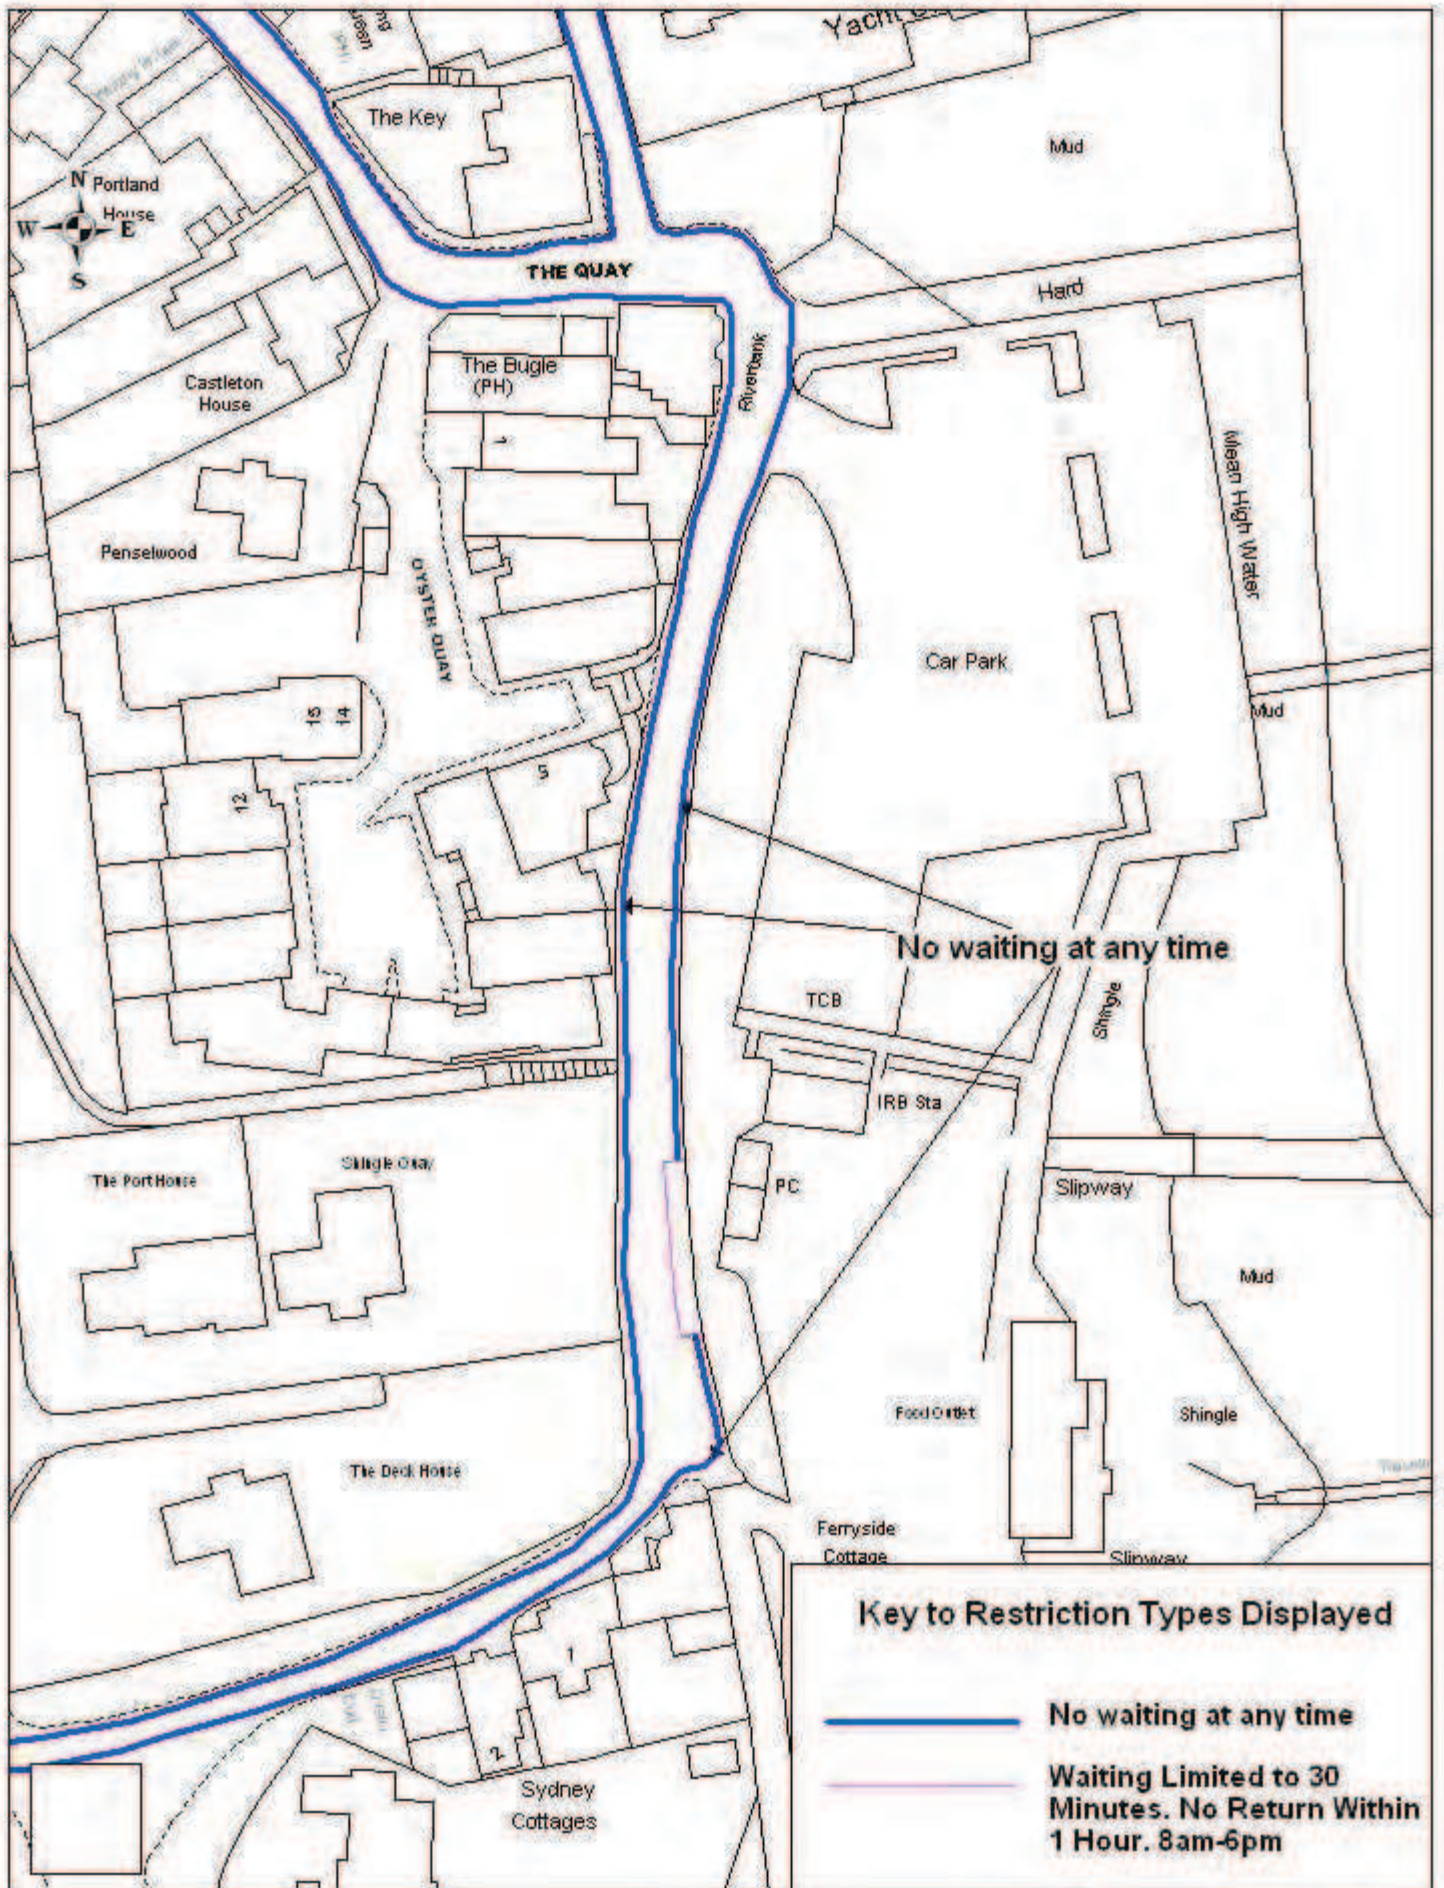 The Key
Mud
N
Portland
House
W
E
S
THE QUAY
Hard
Riverbank
The Bugle
(PH)
Castleton
House
1
Mean High Water
Penselwood
OYSTER QUAY
Car Park
15
14
Mud
5
12
No waiting at any time
TCB
Shingle
IRB Sta
The Port House
Shingle Quay
PC
Slipway
Mud
Food Outlet
Shingle
The Deck House
Ferryside
Cottage
Slipway
1
2
Sydney
Cottages
Key to Restriction Types Displayed
No waiting at any time
Waiting Limited to 30
Minutes. No Return Within
1 Hour. 8am-6pm